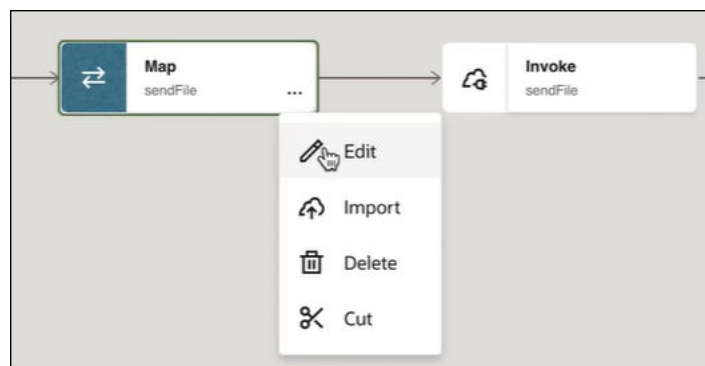 Map
sendFile
...
Invoke
sendFile
Edit
Import
Delete
Cut